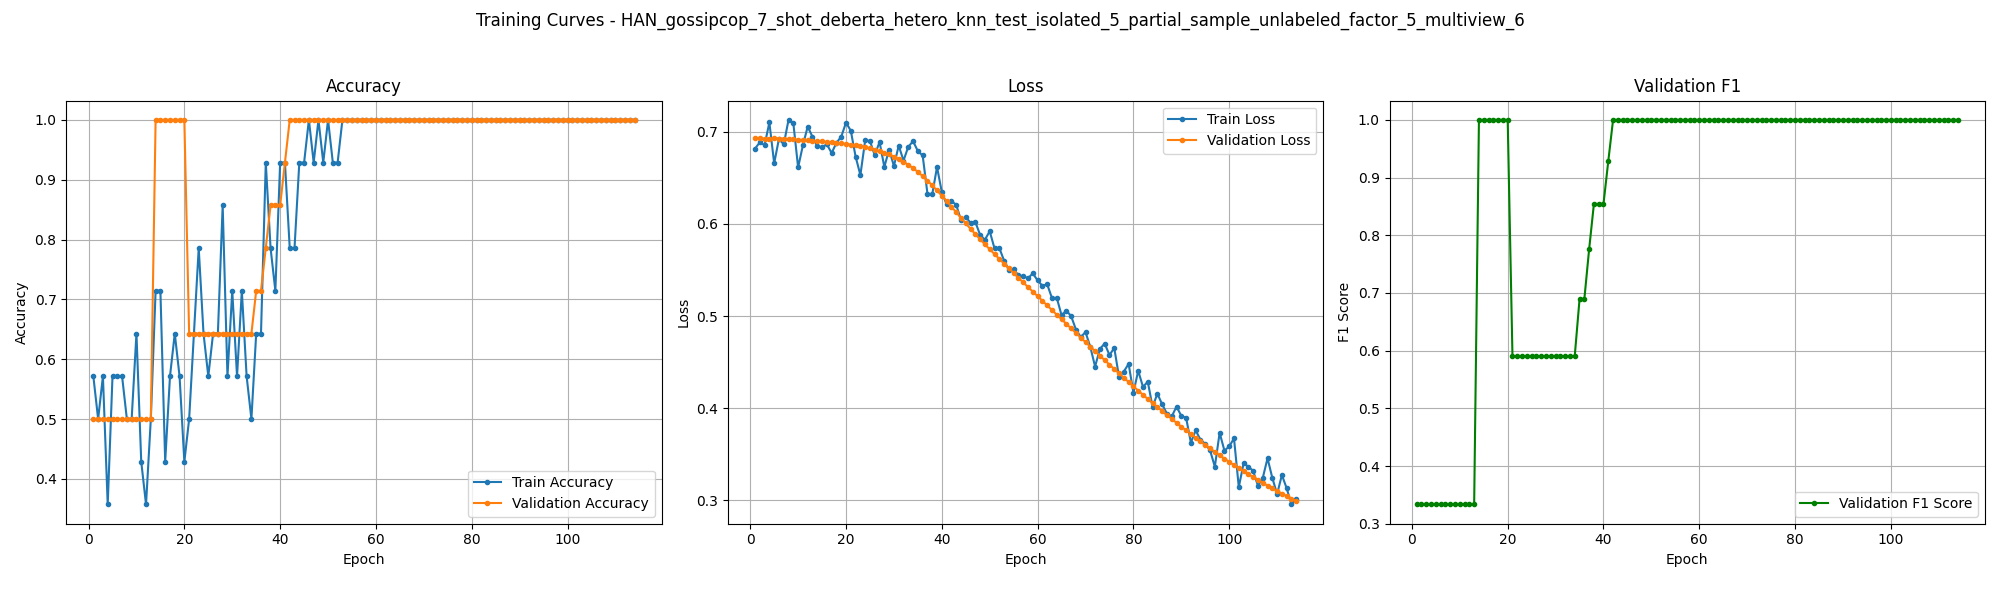 Training Curves - HAN_gossipcop_7_shot_deberta_hetero_knn_test_isolated_5_partial_sample_unlabeled_factor_5_multiview_6
Accuracy
1.0
0.9
0.8
0.7
0.6
0.5
0.4
Accuracy
0
20
40
60
80
100
Epoch
Train Accuracy
Validation Accuracy
Loss
0.7
0.6
0.5
0.4
0.3
Loss
0
20
40
60
80
100
Epoch
Train Loss
Validation Loss
Validation F1
1.0
0.9
0.8
0.7
0.6
0.5
0.4
0.3
F1 Score
0
20
40
60
80
100
Epoch
Validation F1 Score